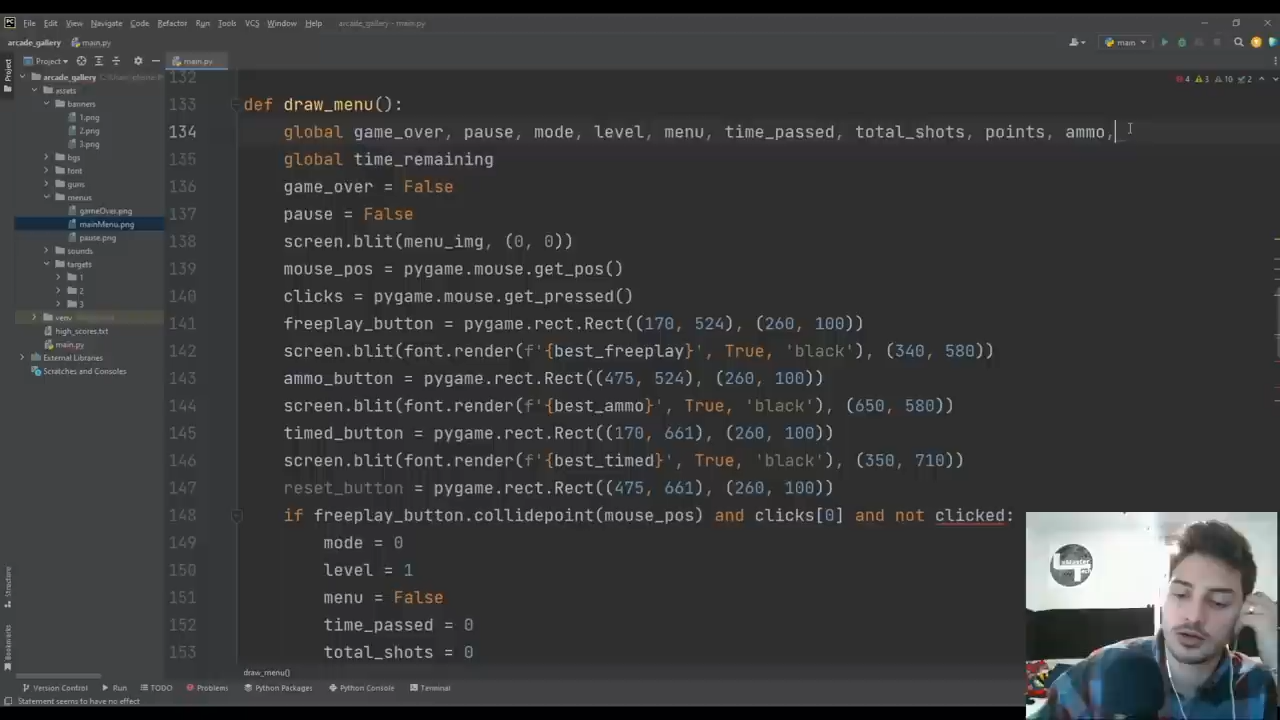 File Edit View Navigate Code Refactor Run Tools VCS Window Help arcade_gallery - main.py
arcade_gallery main.py main
Project main.py
arcade_gallery
assets
banners
1.png
2.png
3.png
bgs
font
guns
menus
gameOver.png
mainMenu.png
pause.png
sounds
targets
1
2
3
venv
high_scores.txt
main.py
External Libraries
Scratches and Consoles
4 3 10 2
132
133 def draw_menu():
134 global game_over, pause, mode, level, menu, time_passed, total_shots, points, ammo,
135 global time_remaining
136 game_over = False
137 pause = False
138 screen.blit(menu_img, (0, 0))
139 mouse_pos = pygame.mouse.get_pos()
140 clicks = pygame.mouse.get_pressed()
141 freeplay_button = pygame.rect.Rect((170, 524), (260, 100))
142 screen.blit(font.render(f'{best_freeplay}', True, 'black'), (340, 580))
143 ammo_button = pygame.rect.Rect((475, 524), (260, 100))
144 screen.blit(font.render(f'{best_ammo}', True, 'black'), (650, 580))
145 timed_button = pygame.rect.Rect((170, 661), (260, 100))
146 screen.blit(font.render(f'{best_timed}', True, 'black'), (350, 710))
147 reset_button = pygame.rect.Rect((475, 661), (260, 100))
148 if freeplay_button.collidepoint(mouse_pos) and clicks[0] and not clicked:
149 mode = 0
150 level = 1
151 menu = False
152 time_passed = 0
153 total_shots = 0
draw_menu()
Project
Structure
Bookmarks
Version Control Run TODO Problems Python Packages Python Console Terminal
Statement seems to have no effect